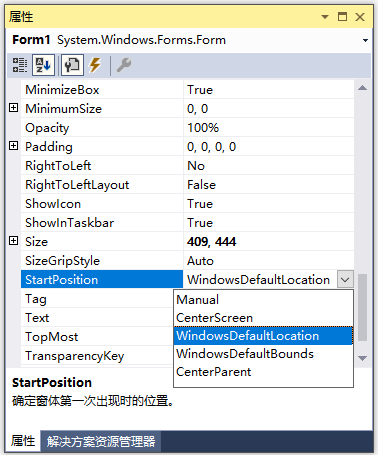 属性
Form1 System.Windows.Forms.Form
MinimizeBox True
MinimumSize 0, 0
Opacity 100%
Padding 0, 0, 0, 0
RightToLeft No
RightToLeftLayout False
ShowIcon True
ShowInTaskbar True
Size 409, 444
SizeGripStyle Auto
StartPosition WindowsDefaultLocation
Tag
Manual
Text
CenterScreen
WindowsDefaultLocation
TopMost
WindowsDefaultBounds
TransparencyKey
CenterParent
StartPosition
确定窗体第一次出现时的位置。
属性 解决方案资源管理器